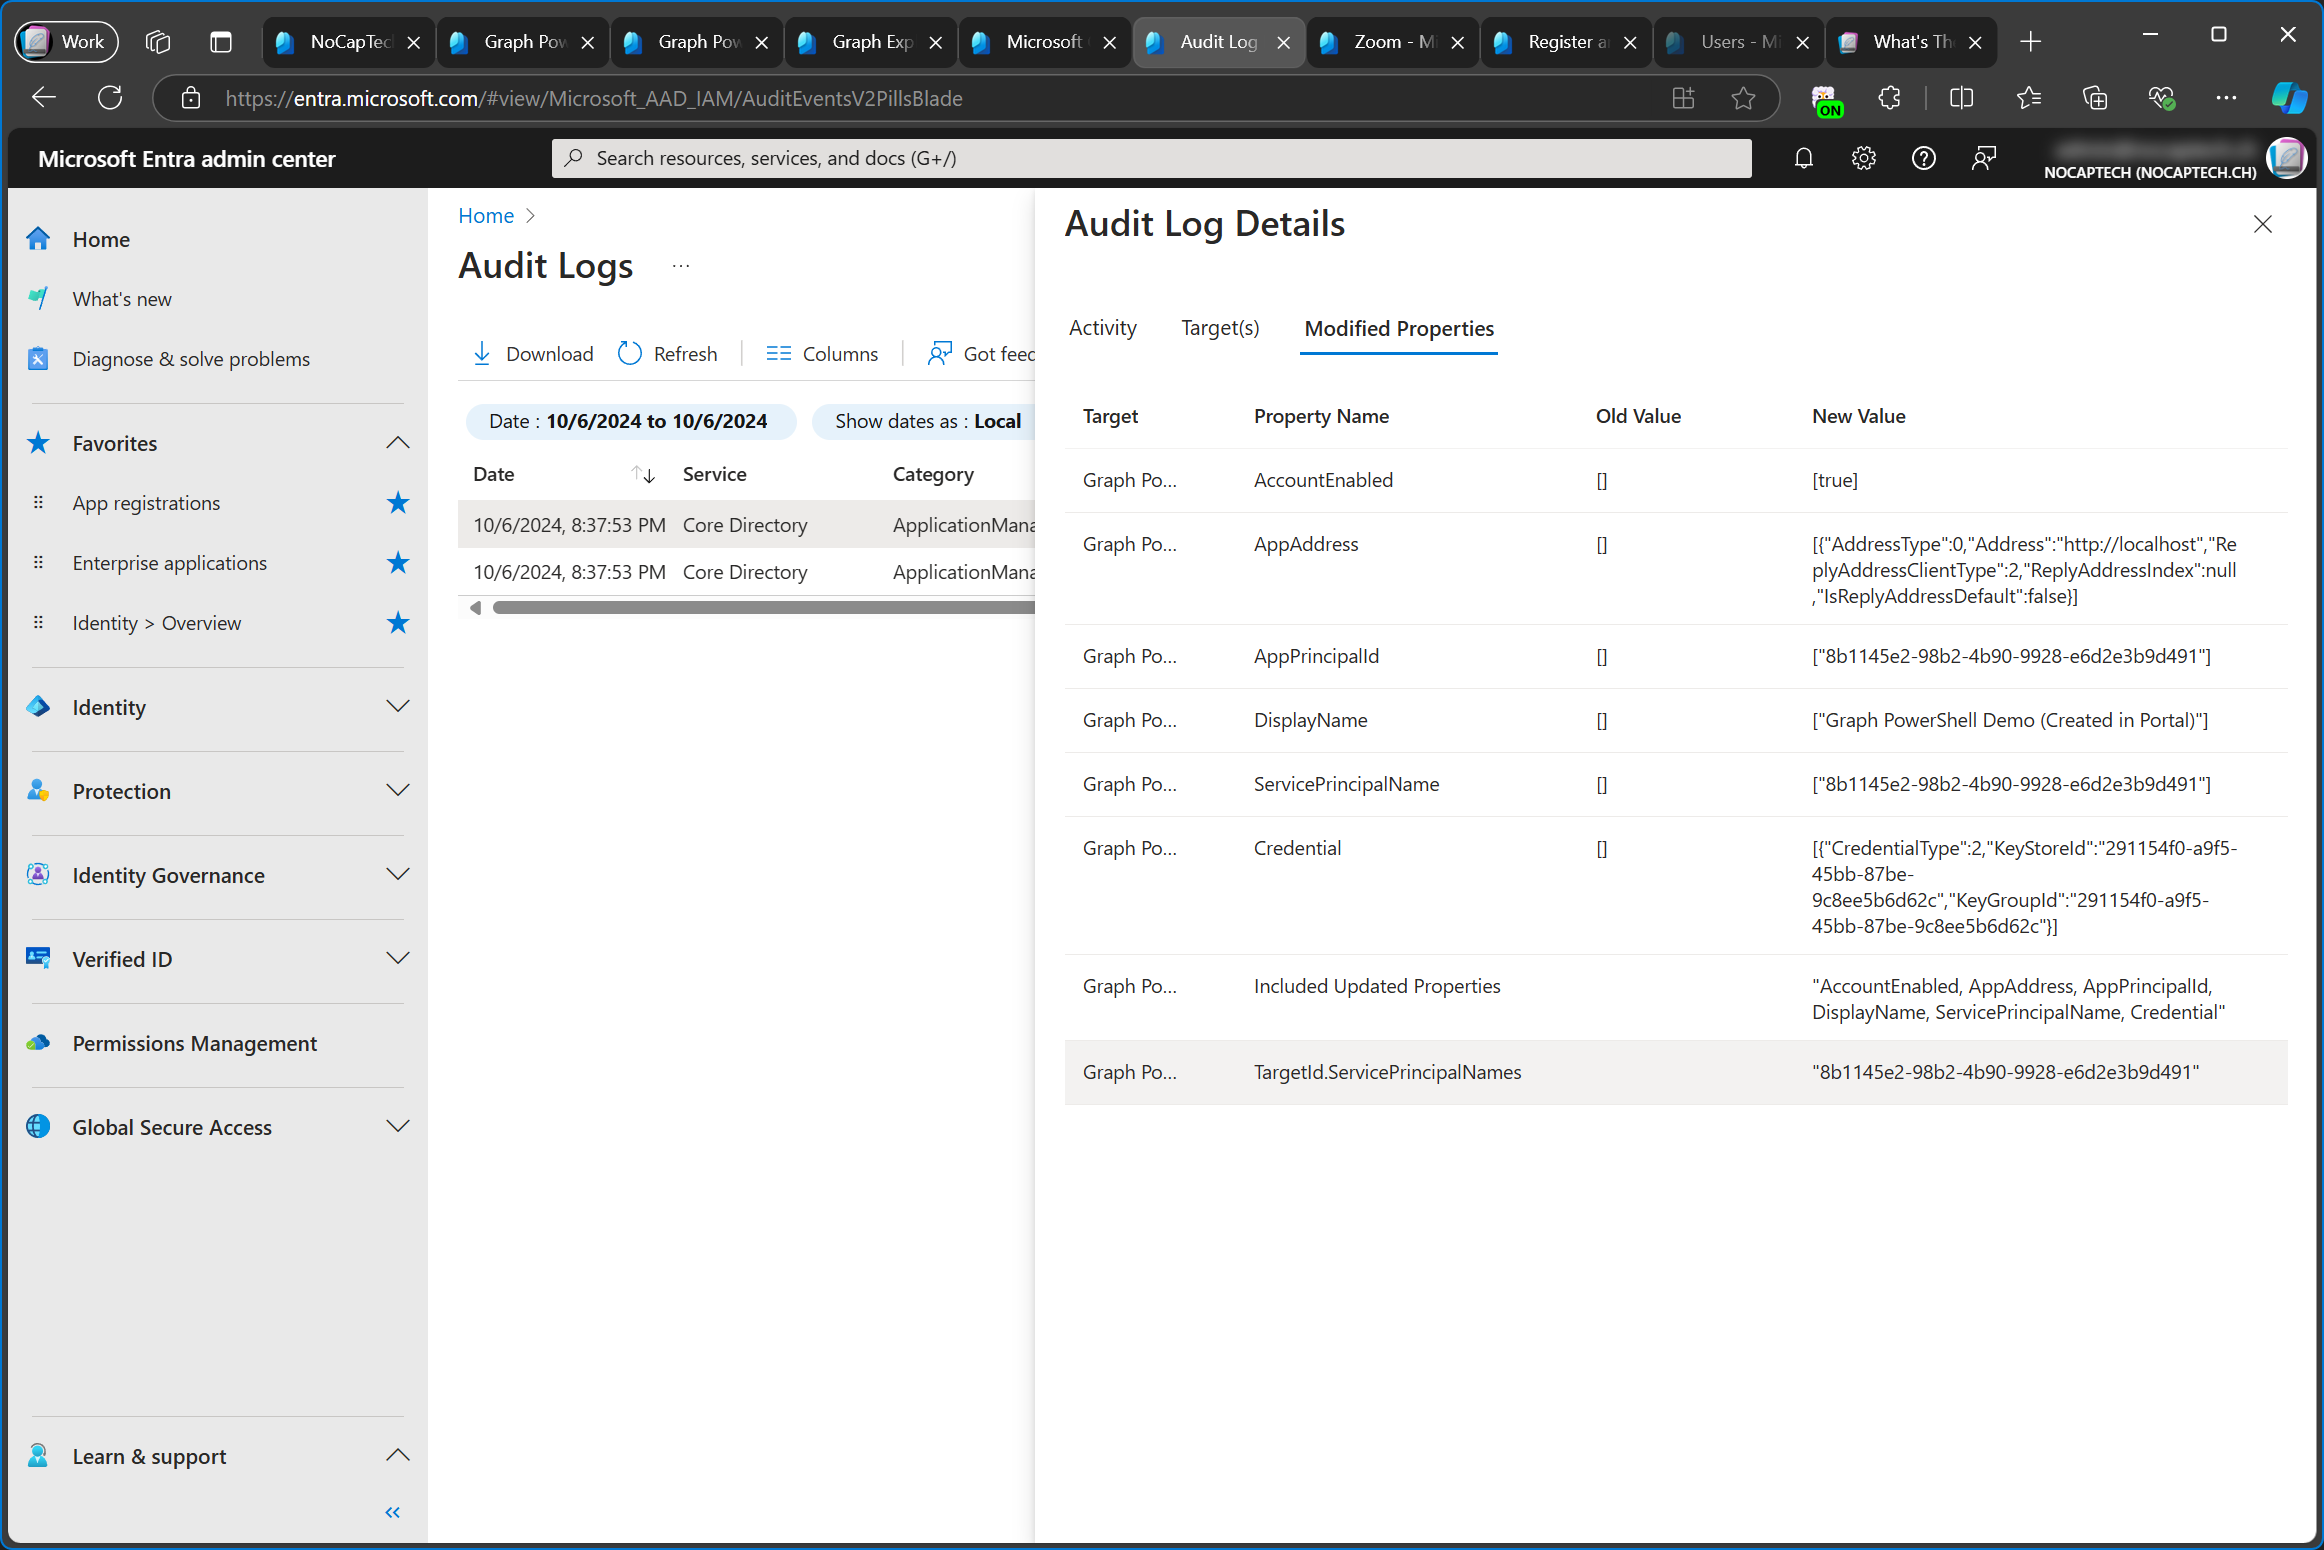 Work
NoCapTec
Graph Pow
Graph Pow
Graph Exp
Microsoft
Audit Log
Zoom - Mi
Register a
Users - Mi
What's Th
https://entra.microsoft.com/#view/Microsoft_AAD_IAM/AuditEventsV2PillsBlade
ON
Microsoft Entra admin center
Search resources, services, and docs (G+/)
NOCAPTECH (NOCAPTECH.CH)
Home
What's new
Diagnose & solve problems
Favorites
App registrations
Enterprise applications
Identity > Overview
Identity
Protection
Identity Governance
Verified ID
Permissions Management
Global Secure Access
Learn & support
Home
Audit Logs
Download
Refresh
Columns
Got feed
Date : 10/6/2024 to 10/6/2024
Show dates as : Local
Date Service Category
10/6/2024, 8:37:53 PM Core Directory ApplicationMana
10/6/2024, 8:37:53 PM Core Directory ApplicationMana
Audit Log Details
Activity Target(s) Modified Properties
Target Property Name Old Value New Value
Graph Po... AccountEnabled [] [true]
Graph Po... AppAddress [] [{"AddressType":0,"Address":"http://localhost","Re
plyAddressClientType":2,"ReplyAddressIndex":null
,"IsReplyAddressDefault":false}]
Graph Po... AppPrincipalId [] ["8b1145e2-98b2-4b90-9928-e6d2e3b9d491"]
Graph Po... DisplayName [] ["Graph PowerShell Demo (Created in Portal)"]
Graph Po... ServicePrincipalName [] ["8b1145e2-98b2-4b90-9928-e6d2e3b9d491"]
Graph Po... Credential [] [{"CredentialType":2,"KeyStoreId":"291154f0-a9f5-
45bb-87be-
9c8ee5b6d62c","KeyGroupId":"291154f0-a9f5-
45bb-87be-9c8ee5b6d62c"}]
Graph Po... Included Updated Properties "AccountEnabled, AppAddress, AppPrincipalId,
DisplayName, ServicePrincipalName, Credential"
Graph Po... TargetId.ServicePrincipalNames "8b1145e2-98b2-4b90-9928-e6d2e3b9d491"